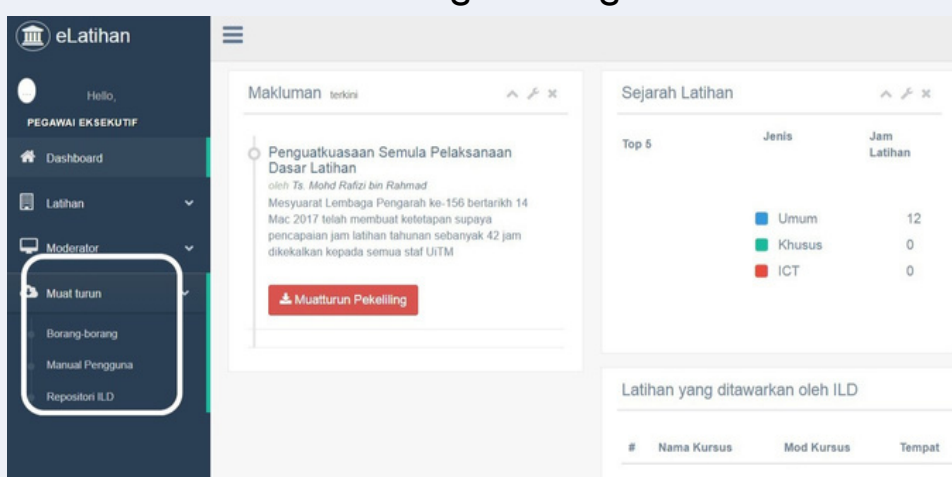 eLatihan
Hello,
PEGAWAI EKSEKUTIF
Dashboard
Latihan
Moderator
Muat turun
Borang-borang
Manual Pengguna
Repositori ILD
Makluman terkini
Penguatkuasaan Semula Pelaksanaan
Dasar Latihan
oleh Ts. Mohd Rafizi bin Rahmad
Mesyuarat Lembaga Pengarah ke-156 bertarikh 14
Mac 2017 telah membuat ketetapan supaya
pencapaian jam latihan tahunan sebanyak 42 jam
dikekalkan kepada semua staf UiTM
Muatturun Pekeliling
Sejarah Latihan
Top 5 Jenis Jam
Latihan
Umum 12
Khusus 0
ICT 0
Latihan yang ditawarkan oleh ILD
# Nama Kursus Mod Kursus Tempat